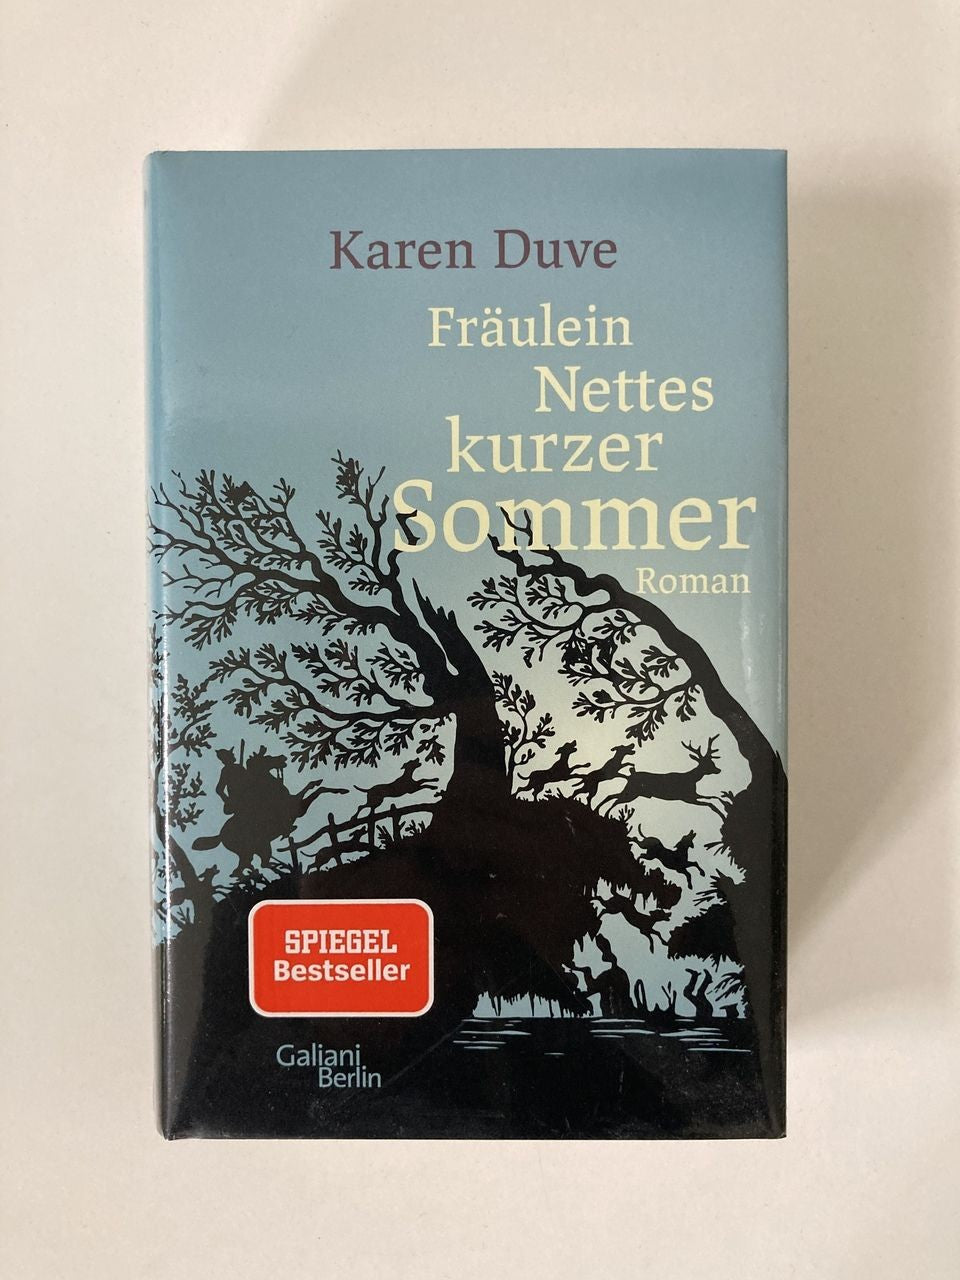 Karen Duve
Fräulein
Nettes
kurzer
Sommer
Roman
SPIEGEL
Bestseller
Galiani
Berlin